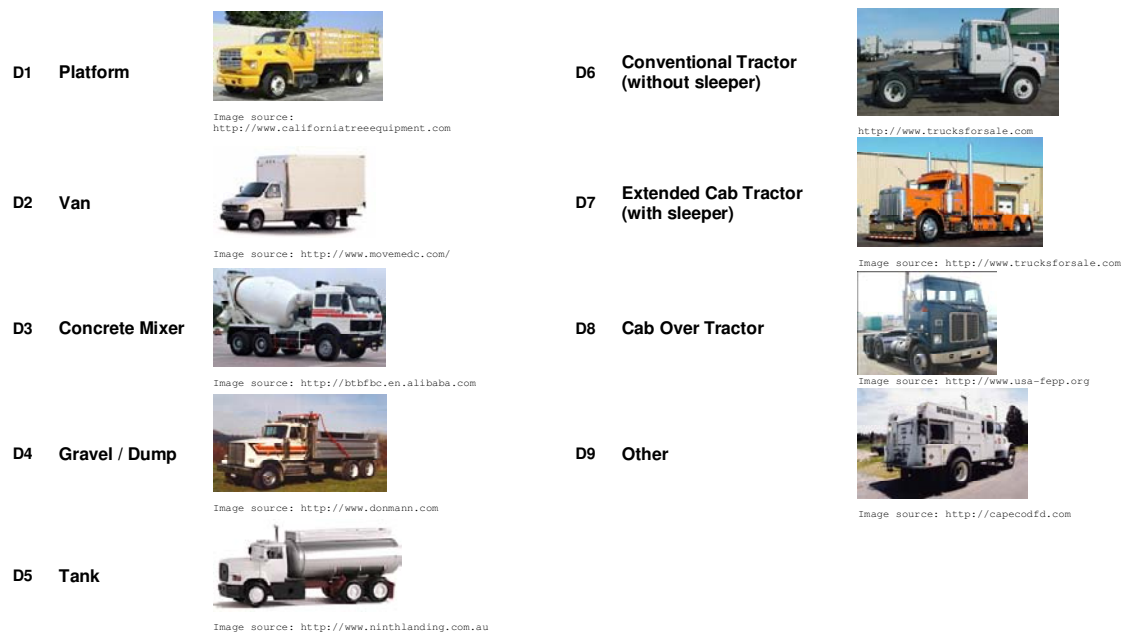 D1 Platform
Image source:
http://www.californiatreeequipment.com
D2 Van
Image source: http://www.movemedc.com/
D3 Concrete Mixer
Image source: http://btbfbc.en.alibaba.com
D4 Gravel / Dump
Image source: http://www.donmann.com
D5 Tank
Image source: http://www.ninthlanding.com.au
D6 Conventional Tractor
(without sleeper)
http://www.trucksforsale.com
D7 Extended Cab Tractor
(with sleeper)
Image source: http://www.trucksforsale.com
D8 Cab Over Tractor
Image source: http://www.usa-fepp.org
D9 Other
Image source: http://capecodfd.com